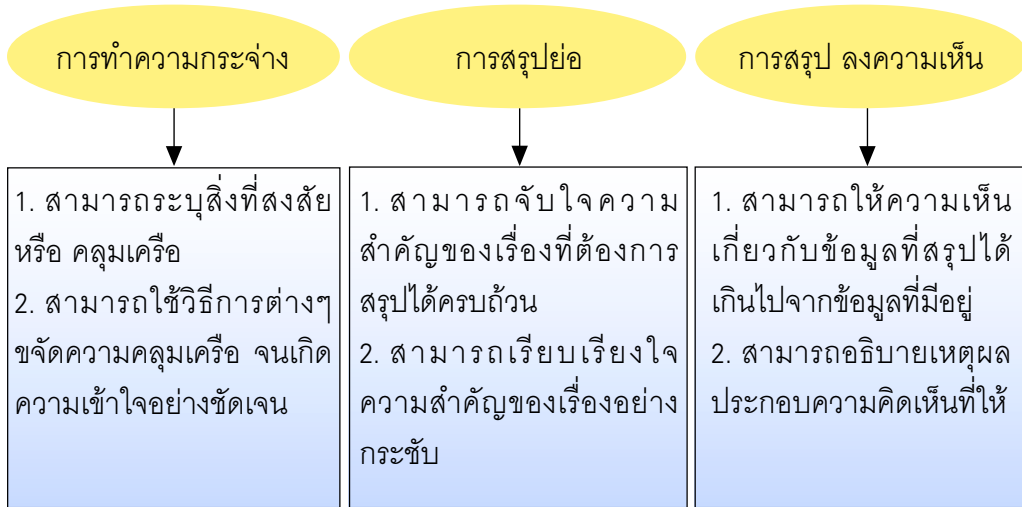 การทำความกระจ่าง
การสรุปย่อ
การสรุป ลงความเห็น
1. สามารถระบุสิ่งที่สงสัย
หรือ คลุมเครือ
2. สามารถใช้วิธีการต่างๆ
ขจัดความคลุมเครือ จนเกิด
ความเข้าใจอย่างชัดเจน
1. สามารถจับใจความ
สำคัญของเรื่องที่ต้องการ
สรุปได้ครบถ้วน
2. สามารถเรียบเรียงใจ
ความสำคัญของเรื่องอย่าง
กระชับ
1. สามารถให้ความเห็น
เกี่ยวกับข้อมูลที่สรุปได้
เกินไปจากข้อมูลที่มีอยู่
2. สามารถอธิบายเหตุผล
ประกอบความคิดเห็นที่ให้